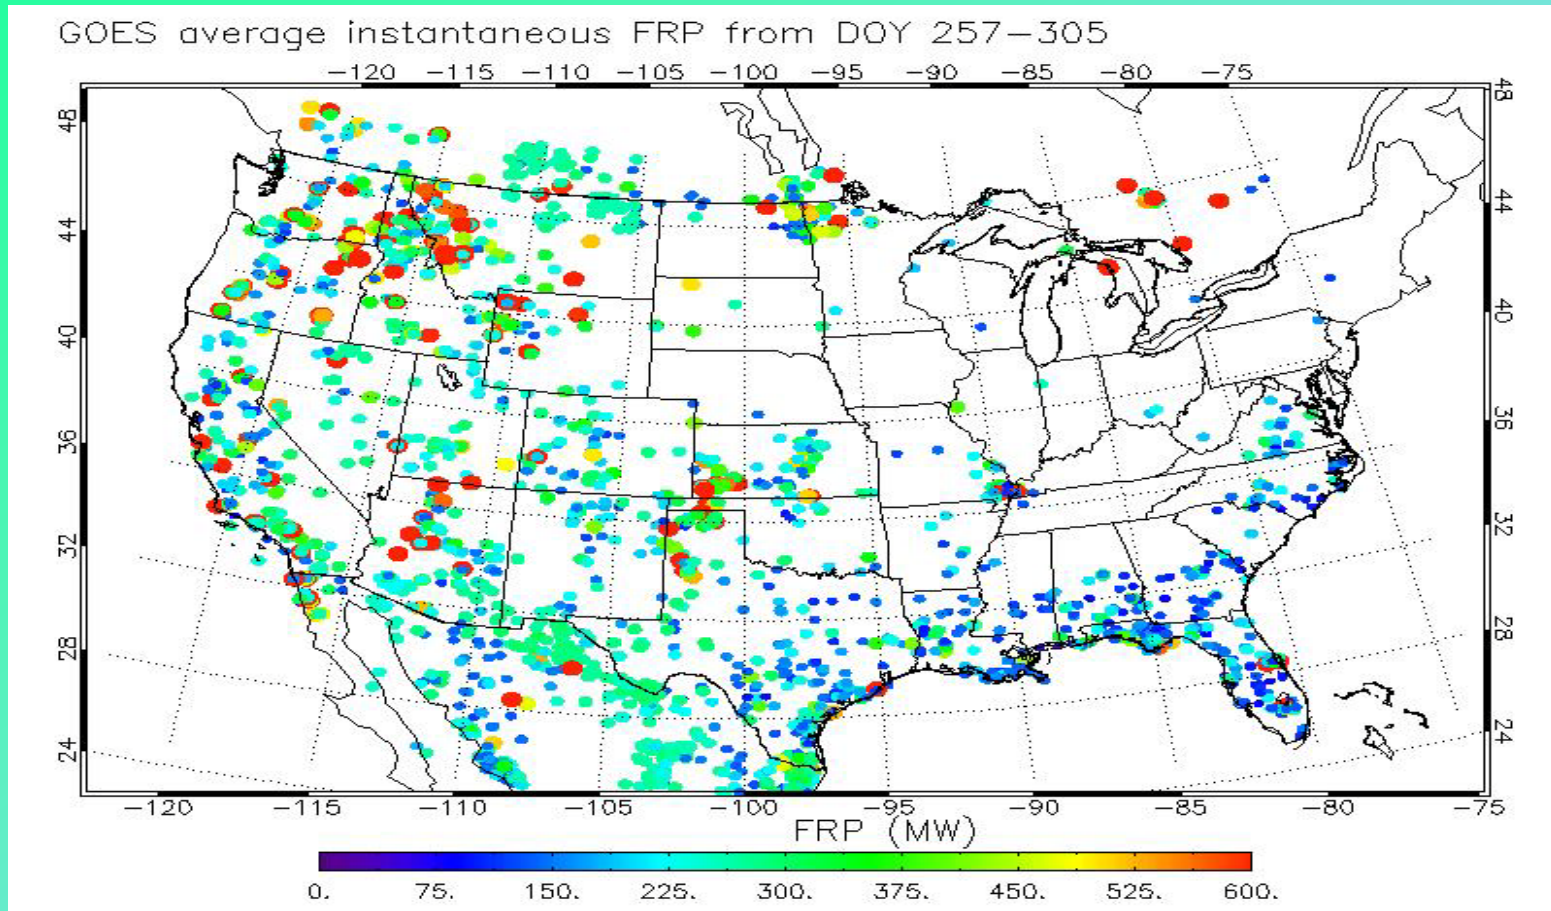 GOES average instantaneous FRP from DOY 257-305
-120 -115 -110 -105 -100 -95 -90 -85 -80 -75
48 48
44 44
40 40
36 36
32 32
28 28
24 24
-120 -115 -110 -105 -100 -95 -90 -85 -80 -75
FRP (MW)
0. 75. 150. 225. 300. 375. 450. 525. 600.